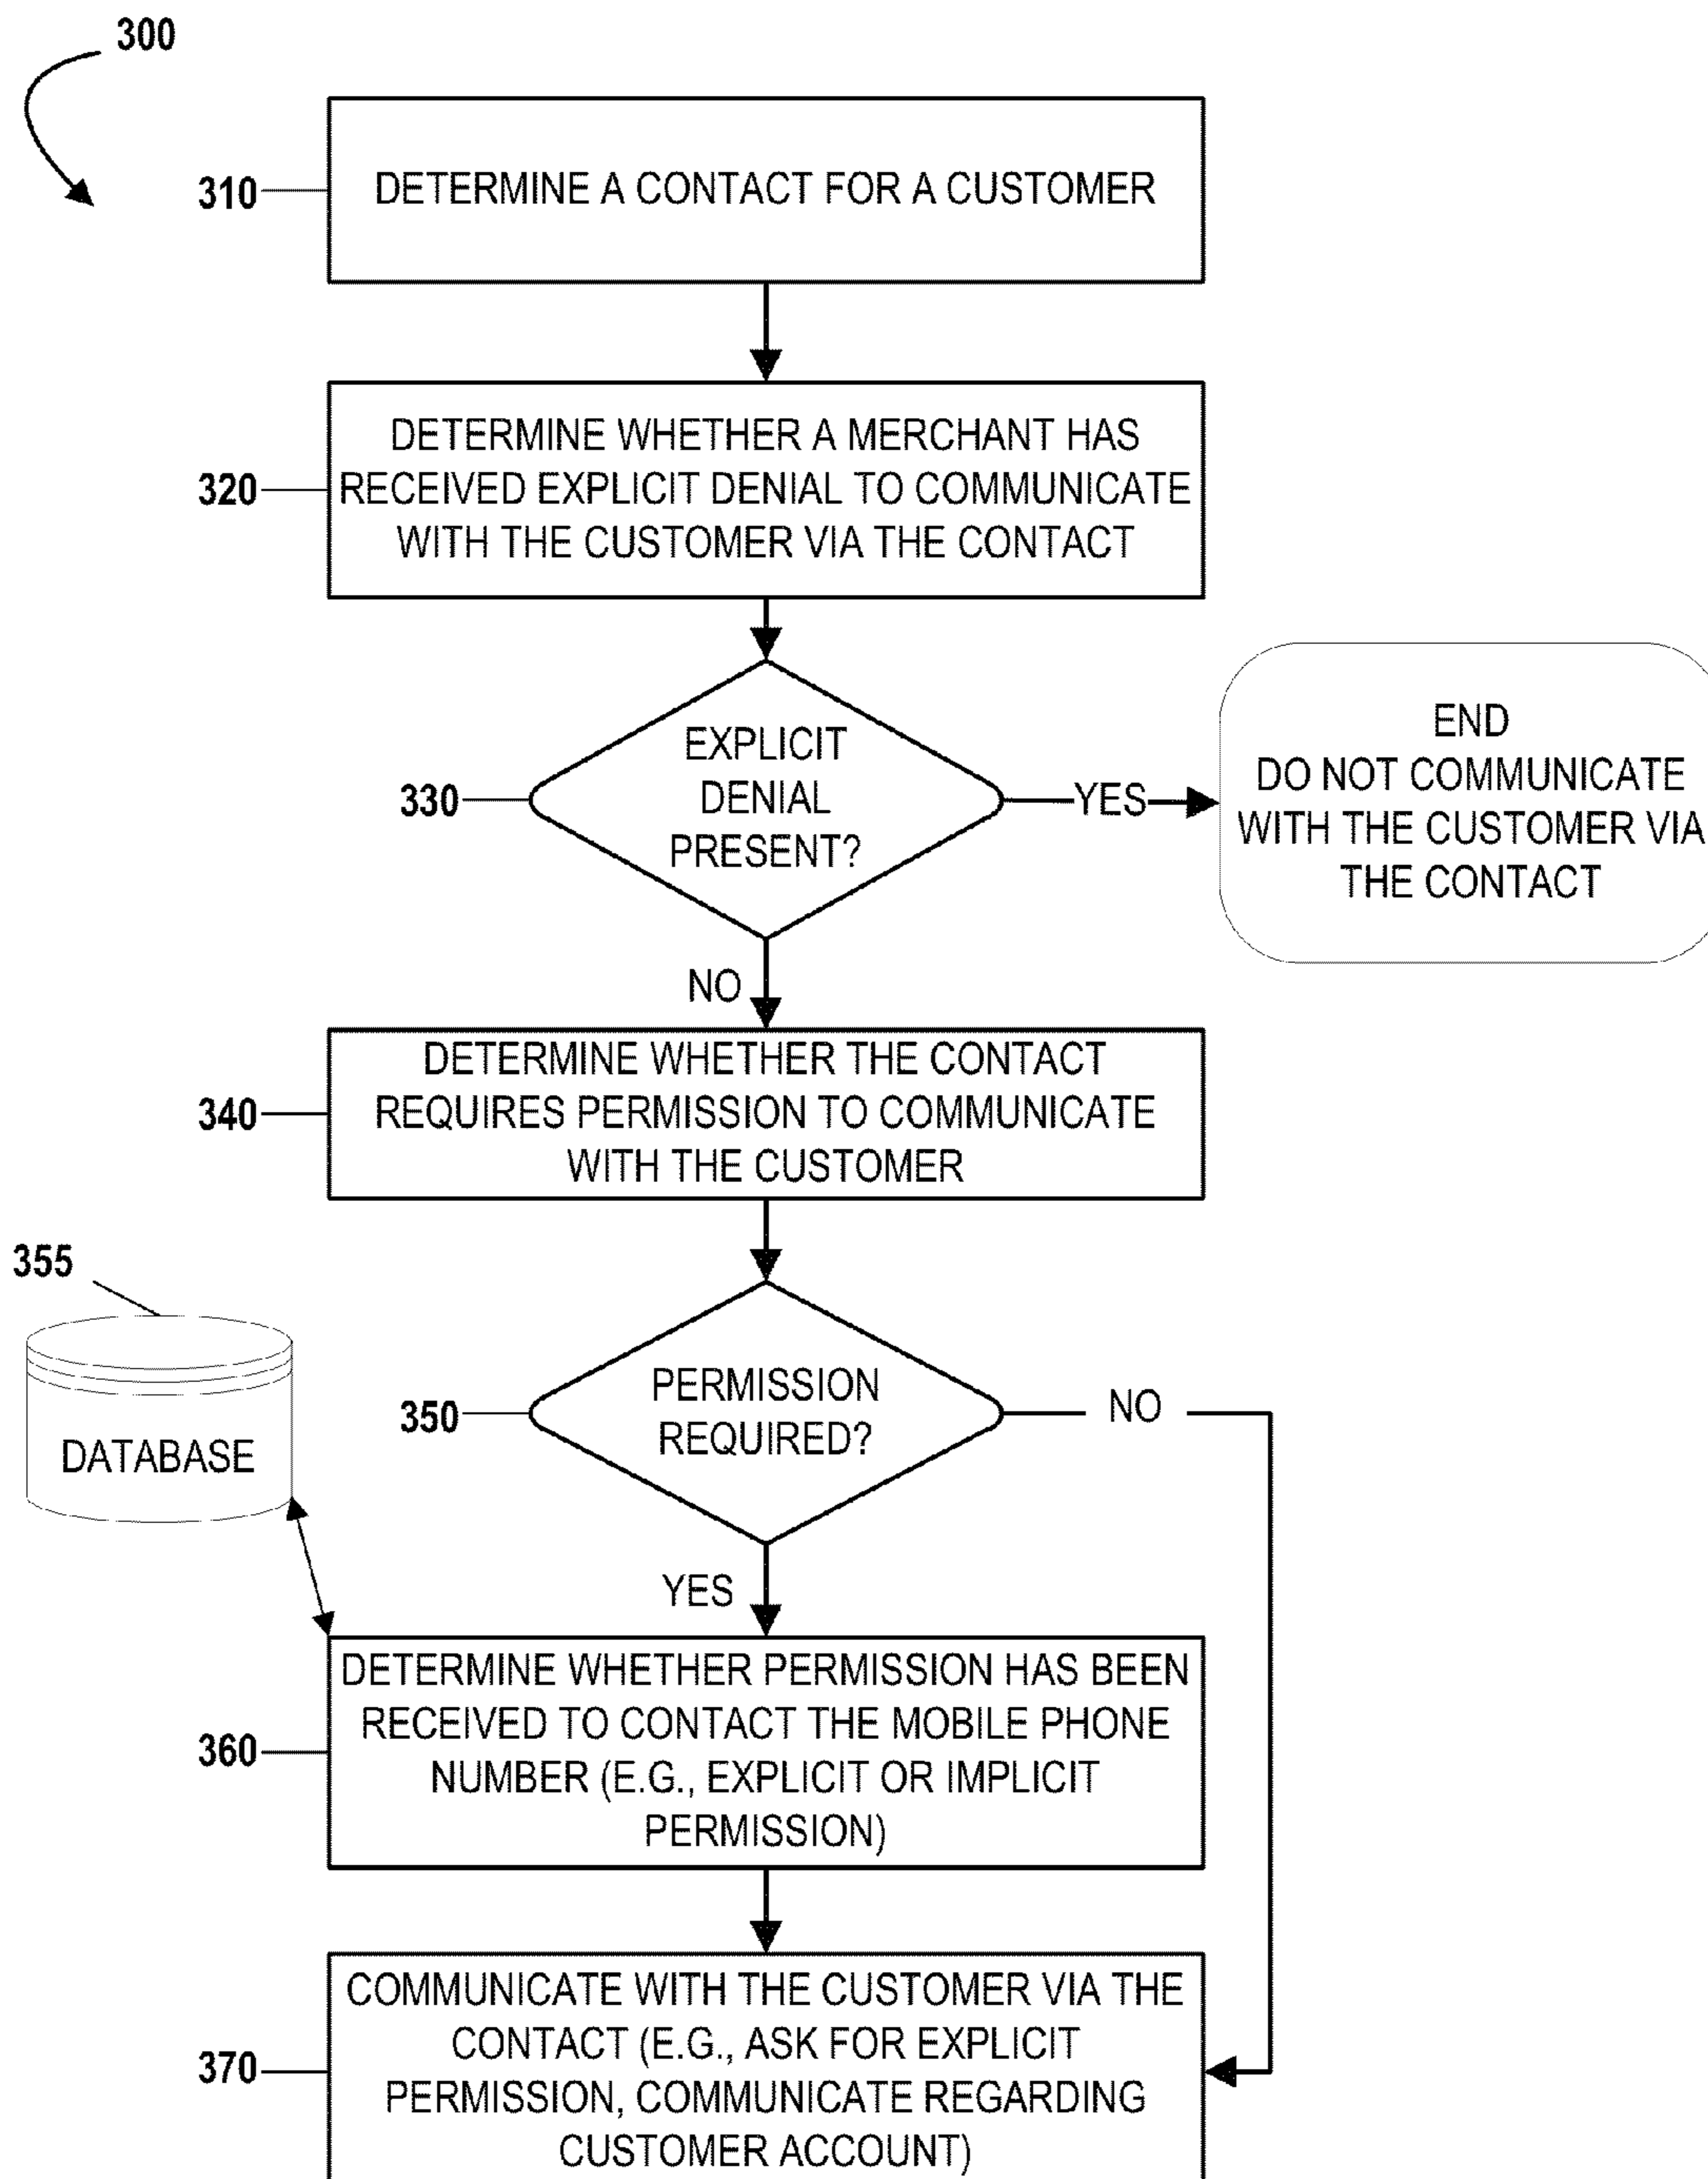 300
310
DETERMINE A CONTACT FOR A CUSTOMER
320
DETERMINE WHETHER A MERCHANT HAS
RECEIVED EXPLICIT DENIAL TO COMMUNICATE
WITH THE CUSTOMER VIA THE CONTACT
330
EXPLICIT
DENIAL
PRESENT?
YES
END
DO NOT COMMUNICATE
WITH THE CUSTOMER VIA
THE CONTACT
NO
340
DETERMINE WHETHER THE CONTACT
REQUIRES PERMISSION TO COMMUNICATE
WITH THE CUSTOMER
355
DATABASE
350
PERMISSION
REQUIRED?
NO
YES
360
DETERMINE WHETHER PERMISSION HAS BEEN
RECEIVED TO CONTACT THE MOBILE PHONE
NUMBER (E.G., EXPLICIT OR IMPLICIT
PERMISSION)
370
COMMUNICATE WITH THE CUSTOMER VIA THE
CONTACT (E.G., ASK FOR EXPLICIT
PERMISSION, COMMUNICATE REGARDING
CUSTOMER ACCOUNT)